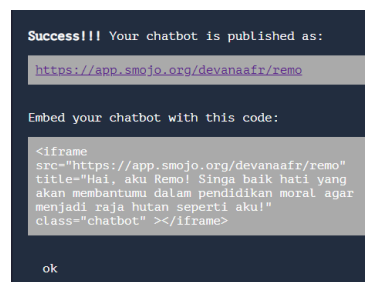 Success!!! Your chatbot is published as:
https://app.smojo.org/devanaafr/remo
Embed your chatbot with this code:
<iframe
src="https://app.smojo.org/devanaafr/remo"
title="Hai, aku Remo! Singa baik hati yang
akan membantumu dalam pendidikan moral agar
menjadi raja hutan seperti aku!"
class="chatbot" ></iframe>
ok